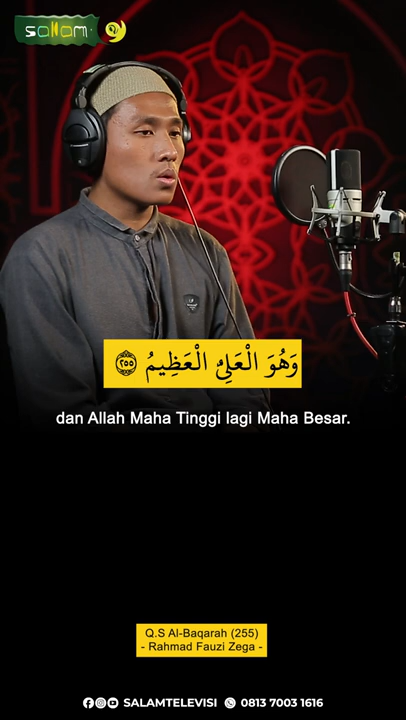 sallam
وَهُوَ الْعَلِيُّ الْعَظِيمُ ﴿٢٥٥﴾
dan Allah Maha Tinggi lagi Maha Besar.
Q.S Al-Baqarah (255)
- Rahmad Fauzi Zega -
SALAMTELEVISI 0813 7003 1616